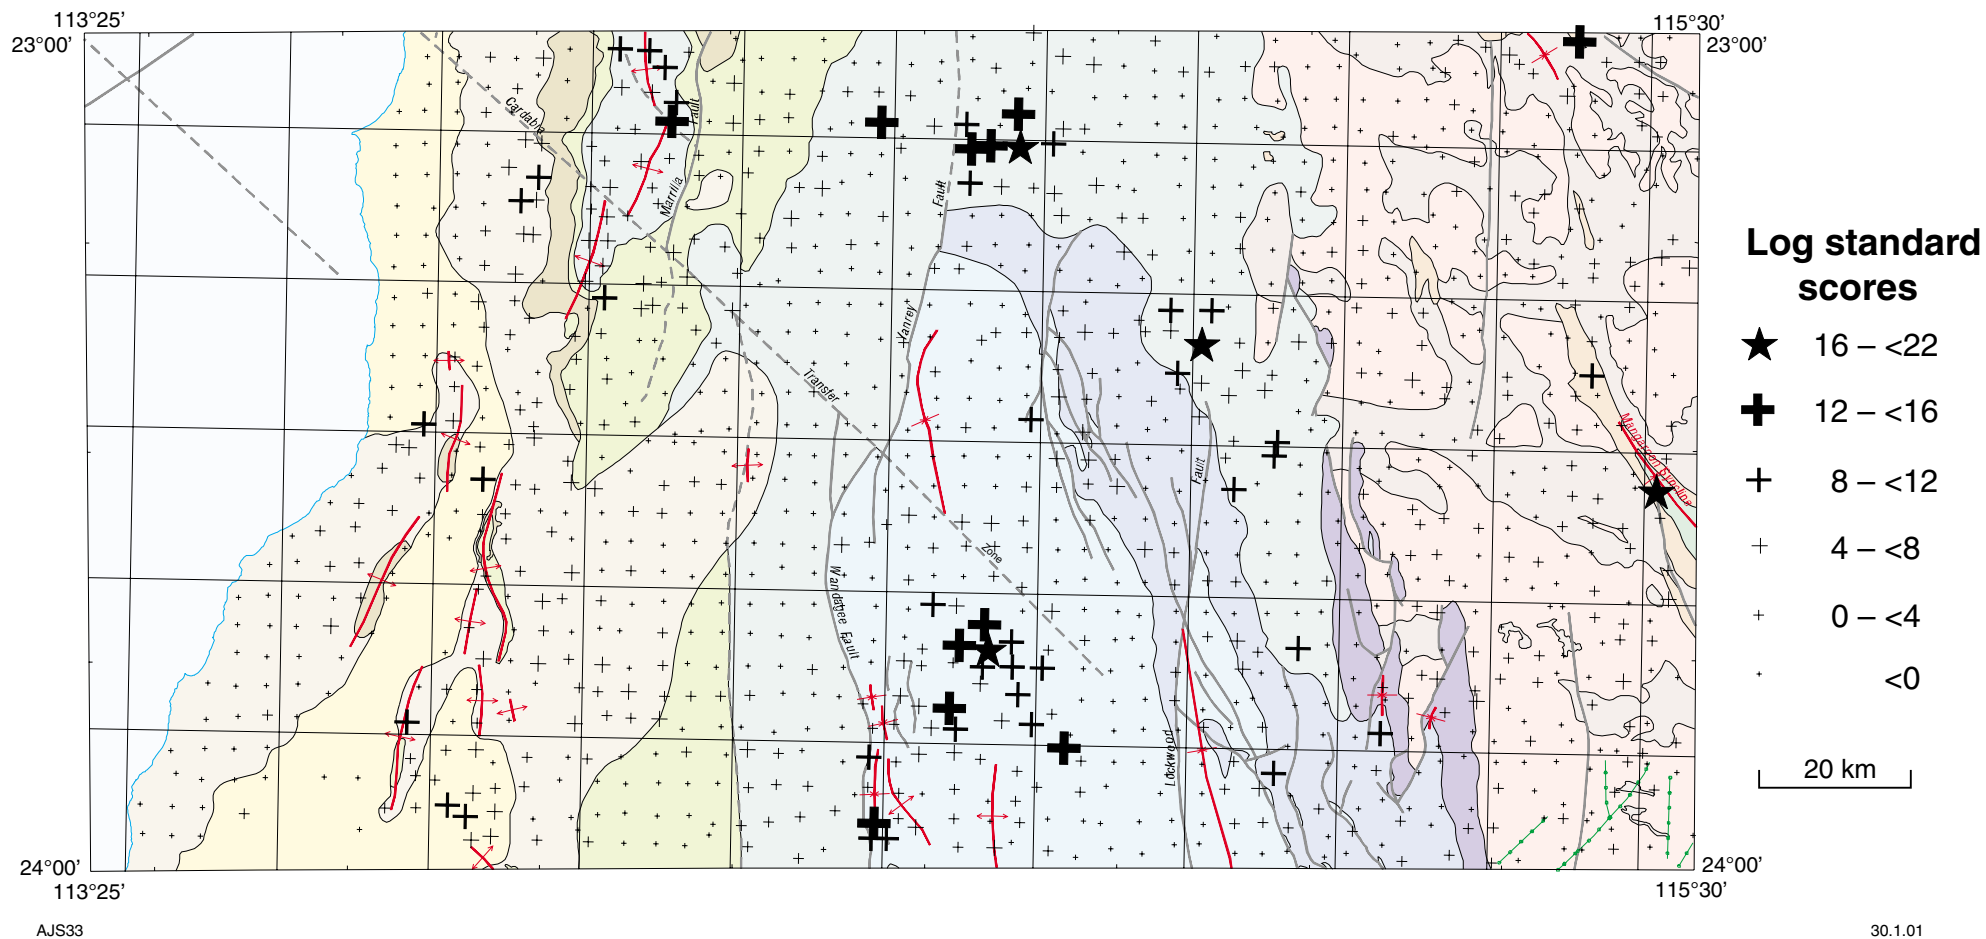 113°25’
115°30’
23°00’
23°00’
Cardabia
Fault
Marrilla
Fault
Yanrey
Transfer
Fault
Zone
Wandagee Fault
Lockwood
Mangaroon Syncline
Log standard
scores
16 – <22
12 – <16
8 – <12
4 – <8
0 – <4
<0
20 km
24°00’
24°00’
113°25’
115°30’
AJS33
30.1.01